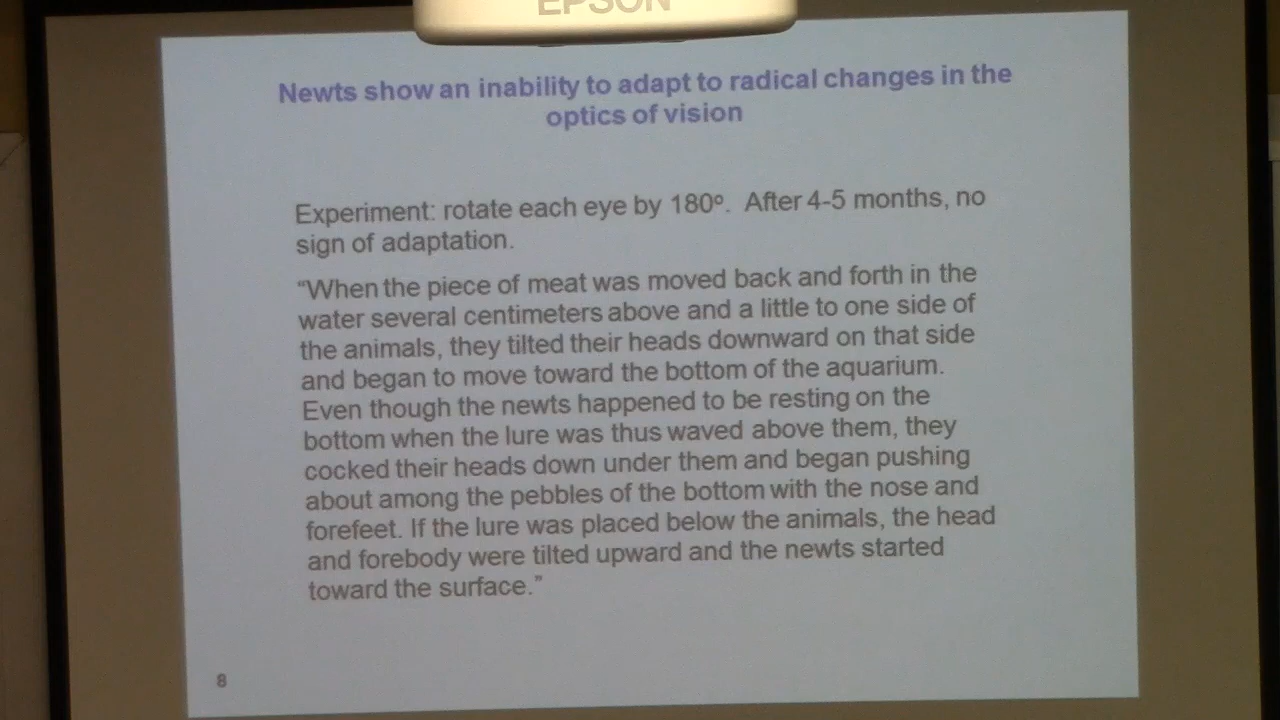 EPSON
Newts show an inability to adapt to radical changes in the
optics of vision
Experiment: rotate each eye by 180º. After 4-5 months, no
sign of adaptation.
“When the piece of meat was moved back and forth in the
water several centimeters above and a little to one side of
the animals, they tilted their heads downward on that side
and began to move toward the bottom of the aquarium.
Even though the newts happened to be resting on the
bottom when the lure was thus waved above them, they
cocked their heads down under them and began pushing
about among the pebbles of the bottom with the nose and
forefeet. If the lure was placed below the animals, the head
and forebody were tilted upward and the newts started
toward the surface.”
8